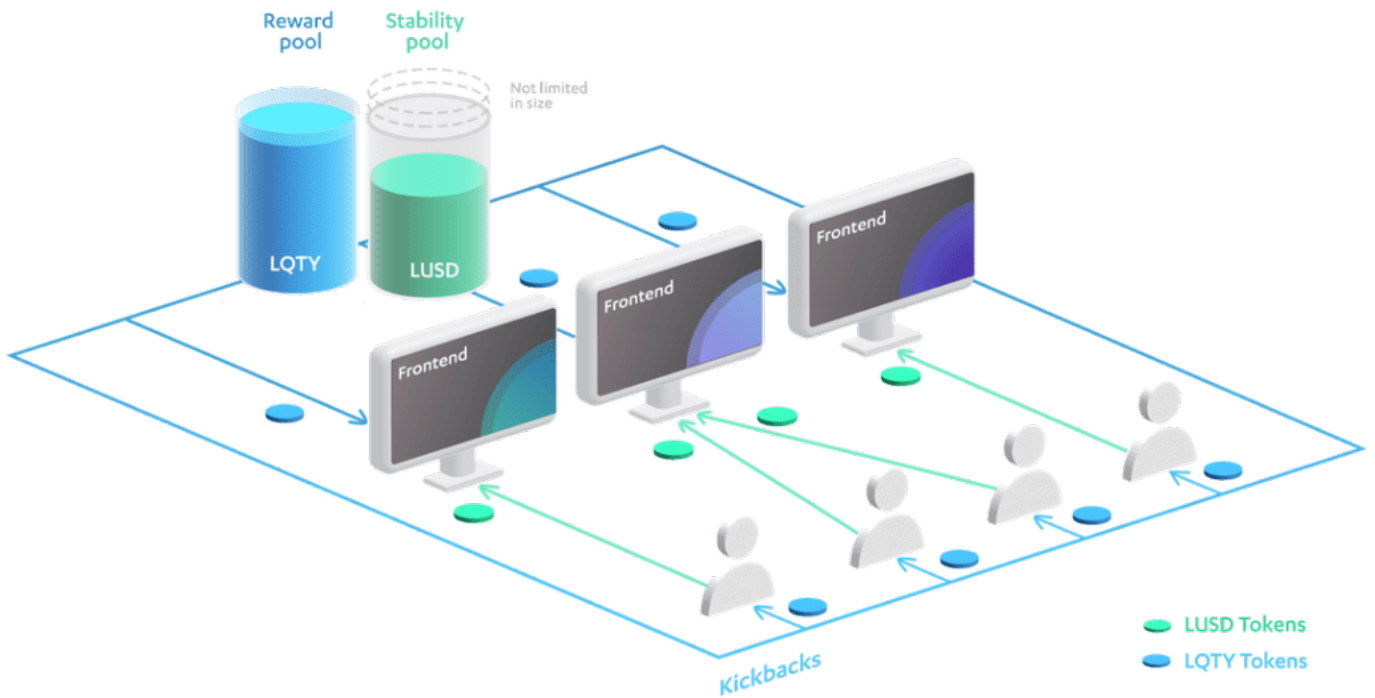 Reward
pool
Stability
pool
Not limited
in size
LQTY
LUSD
Frontend
Frontend
Frontend
Kickbacks
LUSD Tokens
LQTY Tokens